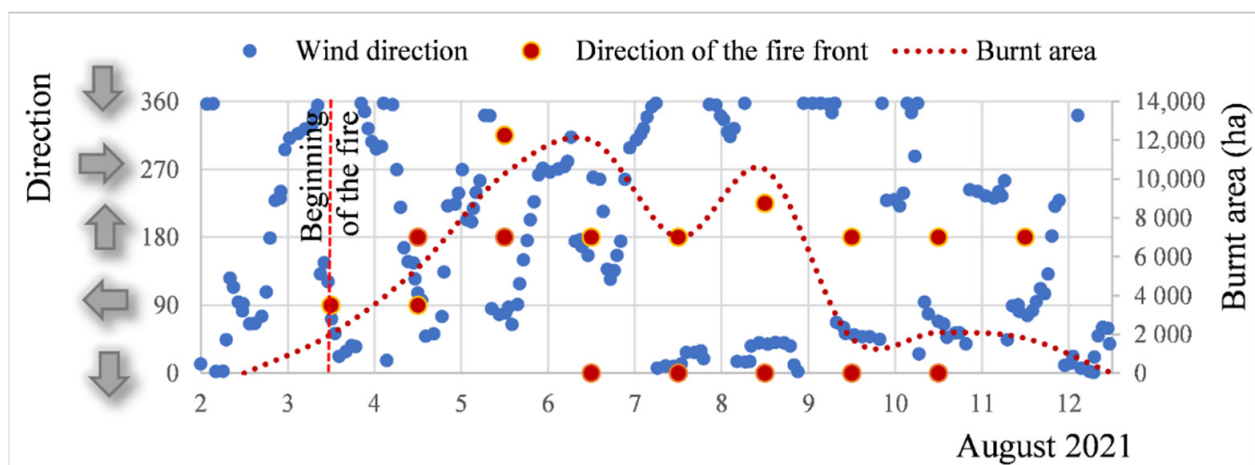 Wind direction Direction of the fire front Burnt area
Direction
360
270
180
90
0
Beginning
of the fire
14,000
12,000
10,000
8 000
6 000
4 000
2 000
0
Burnt area (ha)
2 3 4 5 6 7 8 9 10 11 12
August 2021